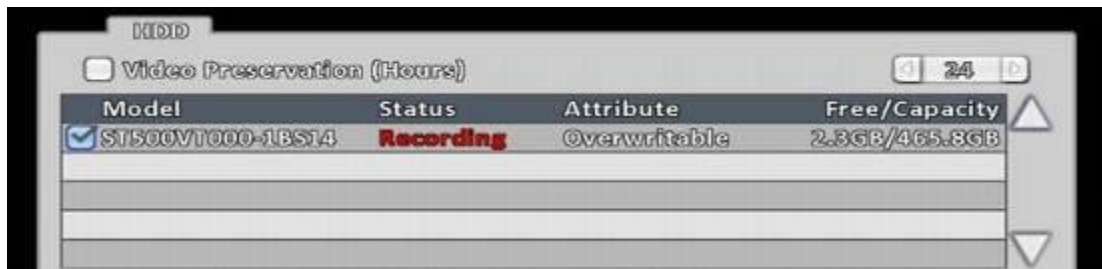 HDD
Video Preservation (Hours) 24
Model Status Attribute Free/Capacity
ST500VT000-1BS14 Recording Overwritable 2.3GB/465.8GB